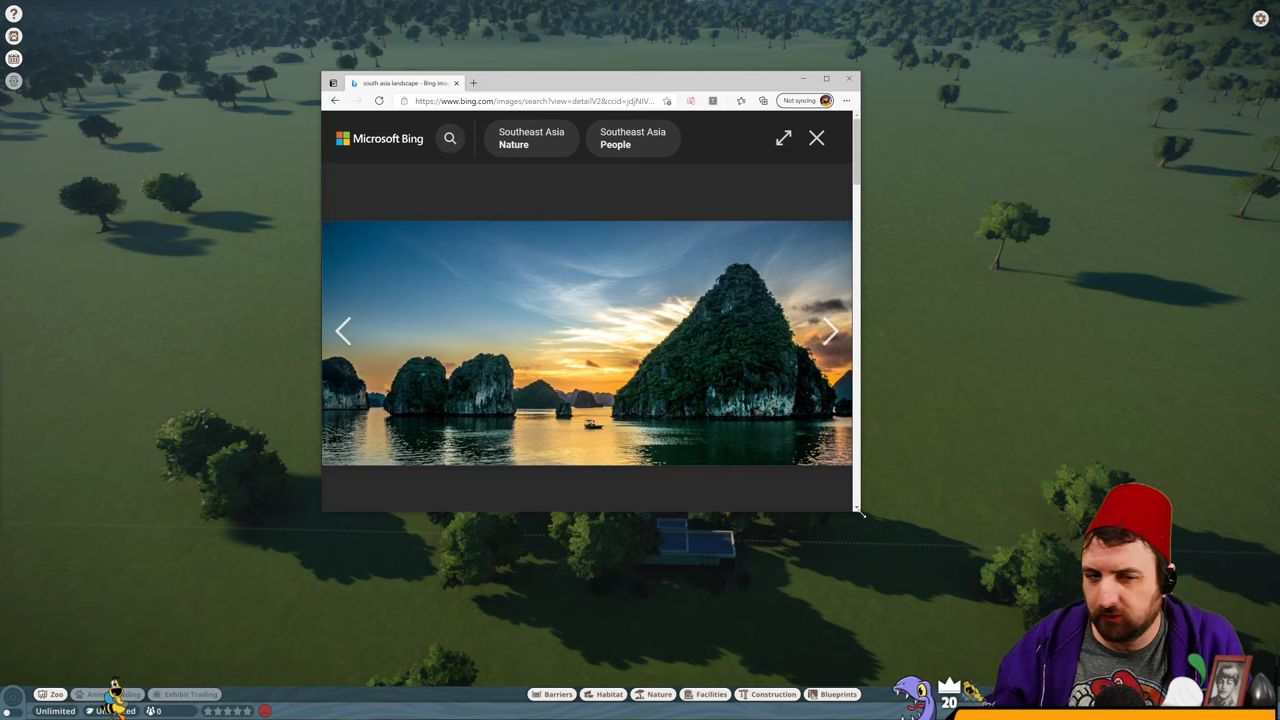 ?
south asia landscape - Bing ima
https://www.bing.com/images/search?view=detailV2&ccid=jdjNIV...
Not syncing
Microsoft Bing
Southeast Asia
Nature
Southeast Asia
People
Zoo
Exhibit Trading
Barriers
Habitat
Nature
Facilities
Construction
Blueprints
Unlimited
0
20